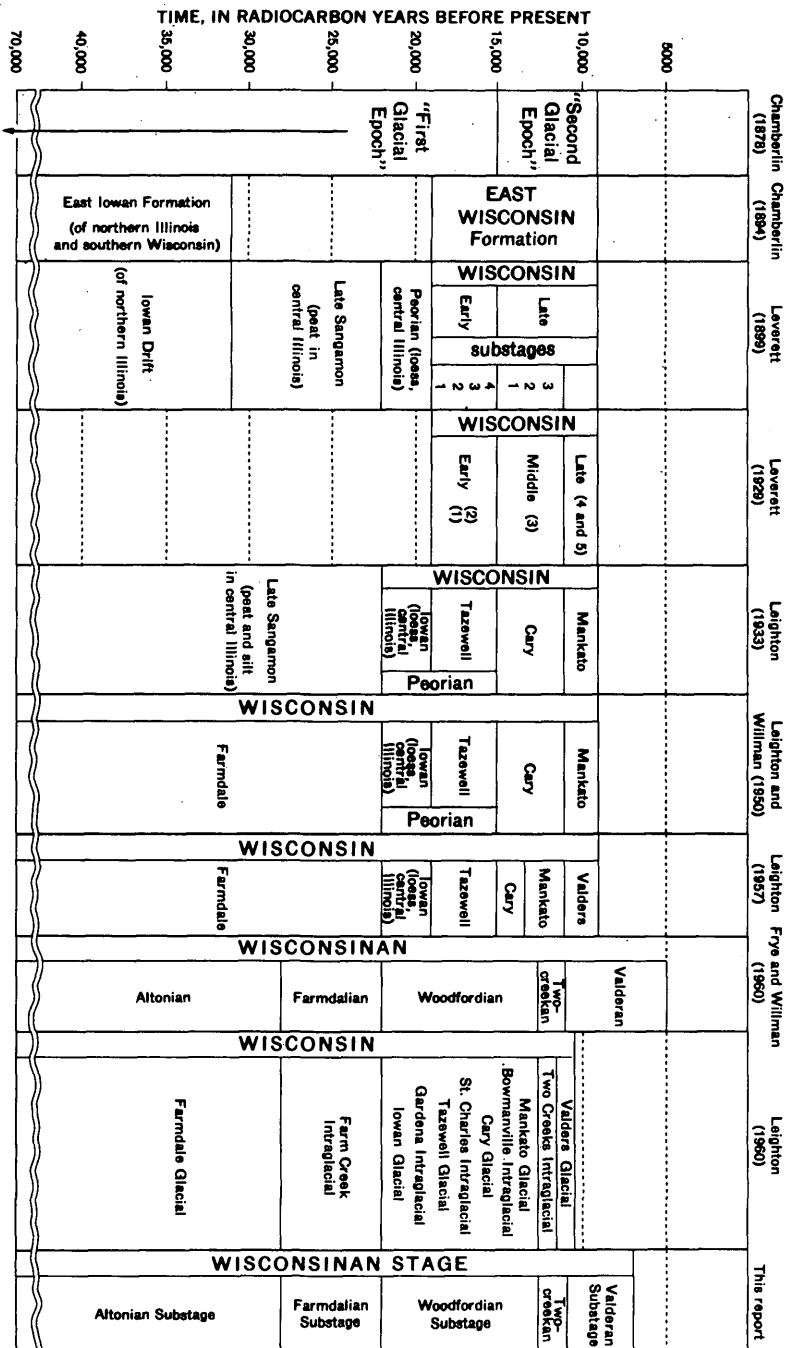 TIME, IN RADIOCARBON YEARS BEFORE PRESENT
5000
10,000
15,000
20,000
25,000
30,000
70,000
Chamberlin
(1878)
"Second
Glacial
Epoch"
"First
Glacial
Epoch"
Chamberlin
(1894)
EAST
WISCONSIN
Formation
East Iowan Formation
(of northern Illinois
and southern Wisconsin)
Leverett
(1899)
WISCONSIN
Late
Early
substages
3
2
1
4
3
2
1
Peorian (loess,
central Illinois)
Late Sangamon
(peat in
central Illinois)
Iowan Drift
(of northern Illinois)
Leverett
(1929)
WISCONSIN
Late (4 and 5)
Middle (3)
Early (2)
(1)
Leighton
(1933)
WISCONSIN
Mankato
Cary
Tazewell
Iowan
(loess,
central
Illinois)
Peorian
Late Sangamon
(peat and silt
in central Illinois)
Leighton and
Willman (1950)
WISCONSIN
Mankato
Cary
Tazewell
Iowan
(loess,
central
Illinois)
Peorian
Farmdale
Leighton
(1957)
WISCONSIN
Valders
Mankato
Cary
Tazewell
Iowan
(loess,
central
Illinois)
Farmdale
Frye and Willman
(1960)
WISCONSINAN
Valderan
Two-
creekan
Woodfordian
Farmdalian
Altonian
Leighton
(1960)
WISCONSIN
Valders Glacial
Two Creeks Intraglacial
Mankato Glacial
Bowmanville Intraglacial
Cary Glacial
St. Charles Intraglacial
Tazewell Glacial
Gardena Intraglacial
Iowan Glacial
Farm Creek
Intraglacial
Farmdale Glacial
This report
WISCONSINAN STAGE
Valderan
Substage
Two-
creekan
Woodfordian
Substage
Farmdalian
Substage
Altonian Substage